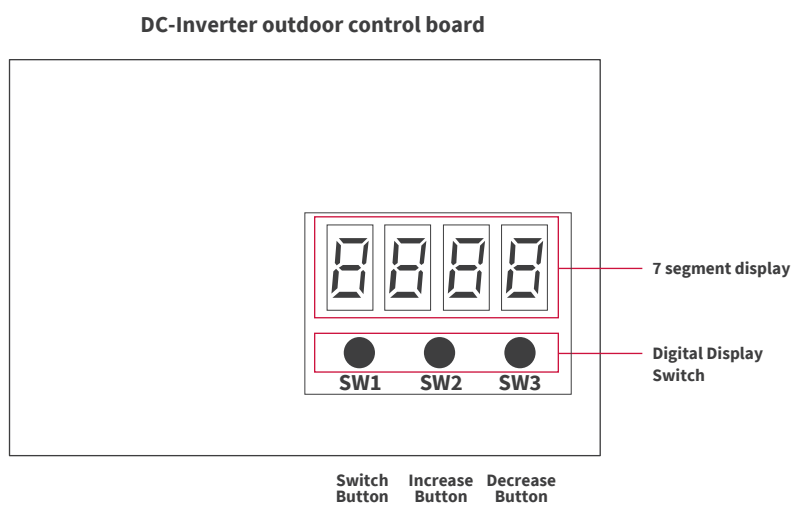 DC-Inverter outdoor control board
8888
7 segment display
Digital Display
Switch
SW1 SW2 SW3
Switch Increase Decrease
Button Button Button